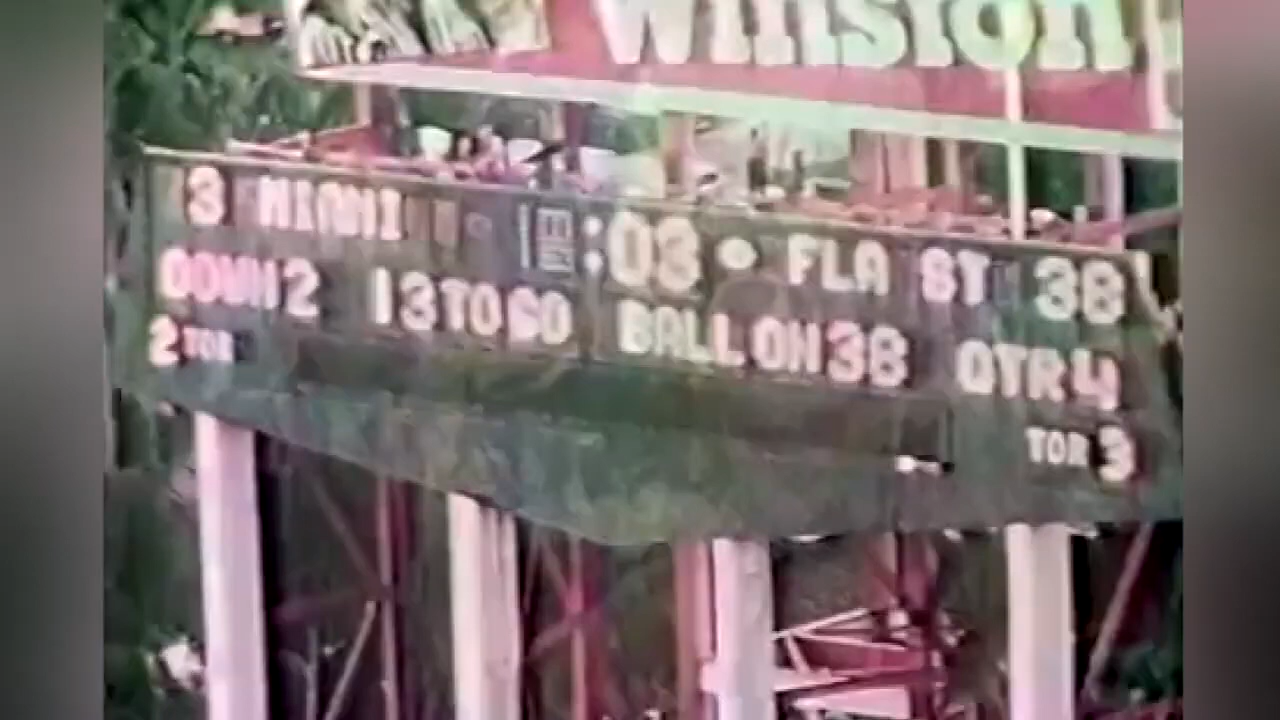 Winston
3 MIAMI :03 FLA ST 38
DOWN 2 13 TO GO BALL ON 38 QTR 4
2 TOR
TOR 3